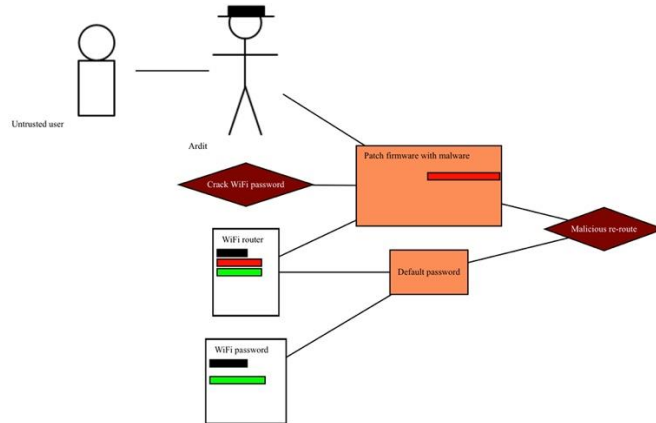 Untrusted user
Ardit
Patch firmware with malware
Crack WiFi password
WiFi router
Malicious re-route
Default password
WiFi password